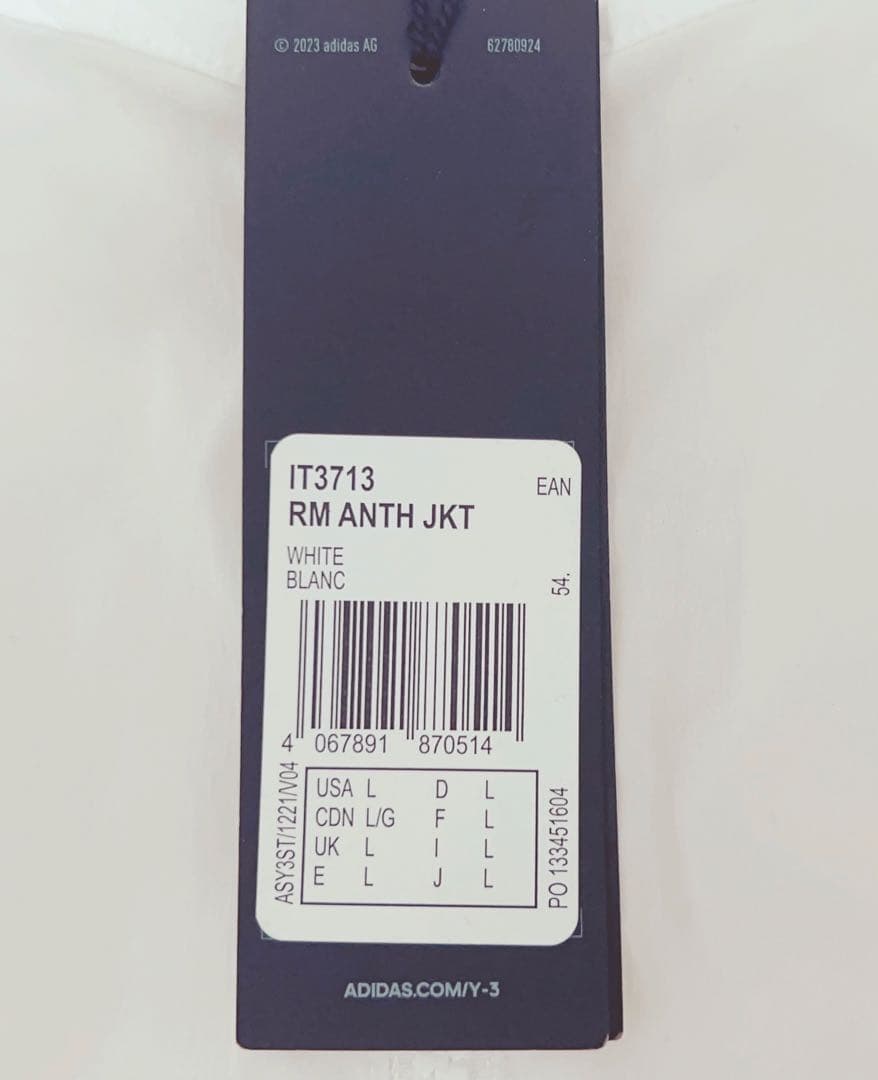 © 2023 adidas AG 62780924
IT3713 EAN
RM ANTH JKT
WHITE
BLANC
54.
4 067891 870514
ASY3ST/1221/V04
USA L D L
CDN L/G F L
UK L I L
E L J L
PO 133451604
ADIDAS.COM/Y-3